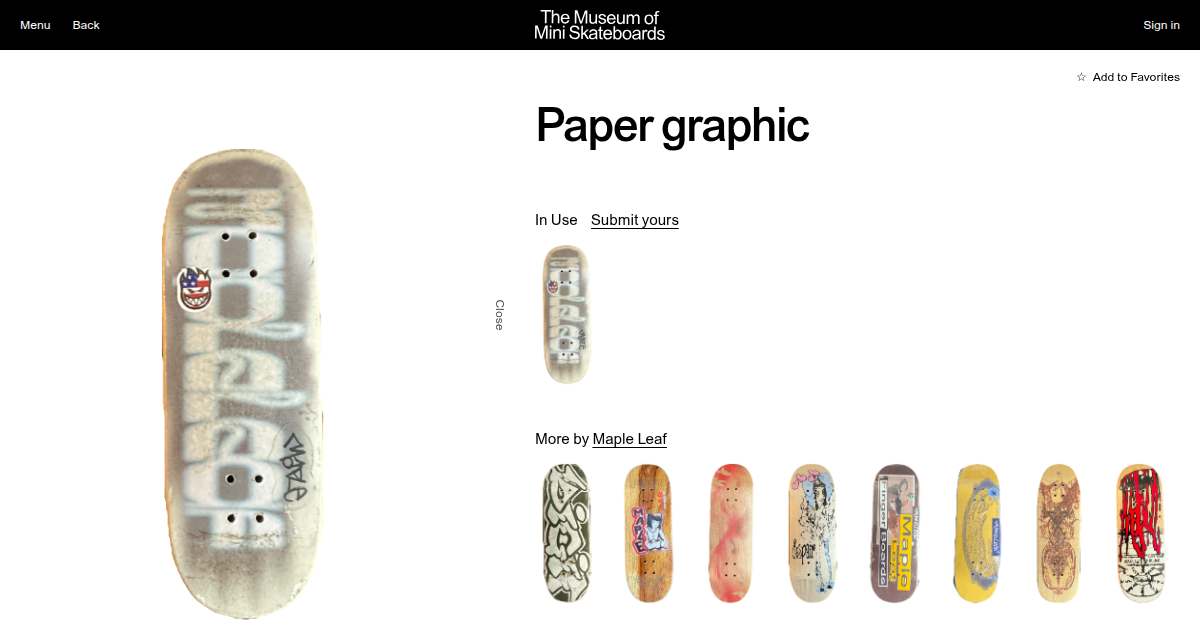 Menu
Back
The Museum of
Mini Skateboards
Sign in
☆ Add to Favorites
Paper graphic
In Use
Submit yours
Close
More by Maple Leaf
Maple